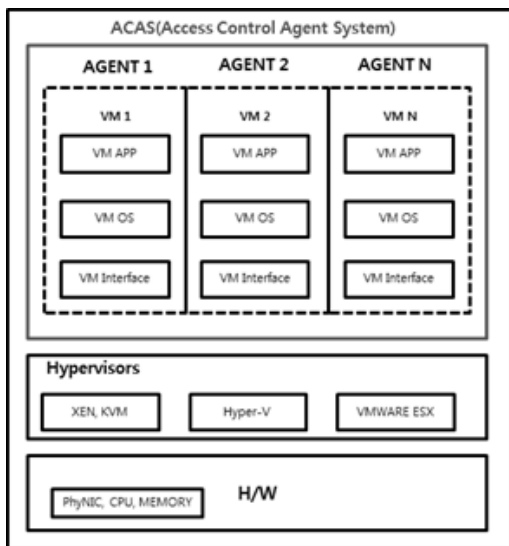 ACAS(Access Control Agent System)
AGENT 1 AGENT 2 AGENT N
VM 1 VM 2 VM N
VM APP VM APP VM APP
VM OS VM OS VM OS
VM Interface VM Interface VM Interface
Hypervisors
XEN, KVM Hyper-V VMWARE ESX
H/W
PhyNIC, CPU, MEMORY